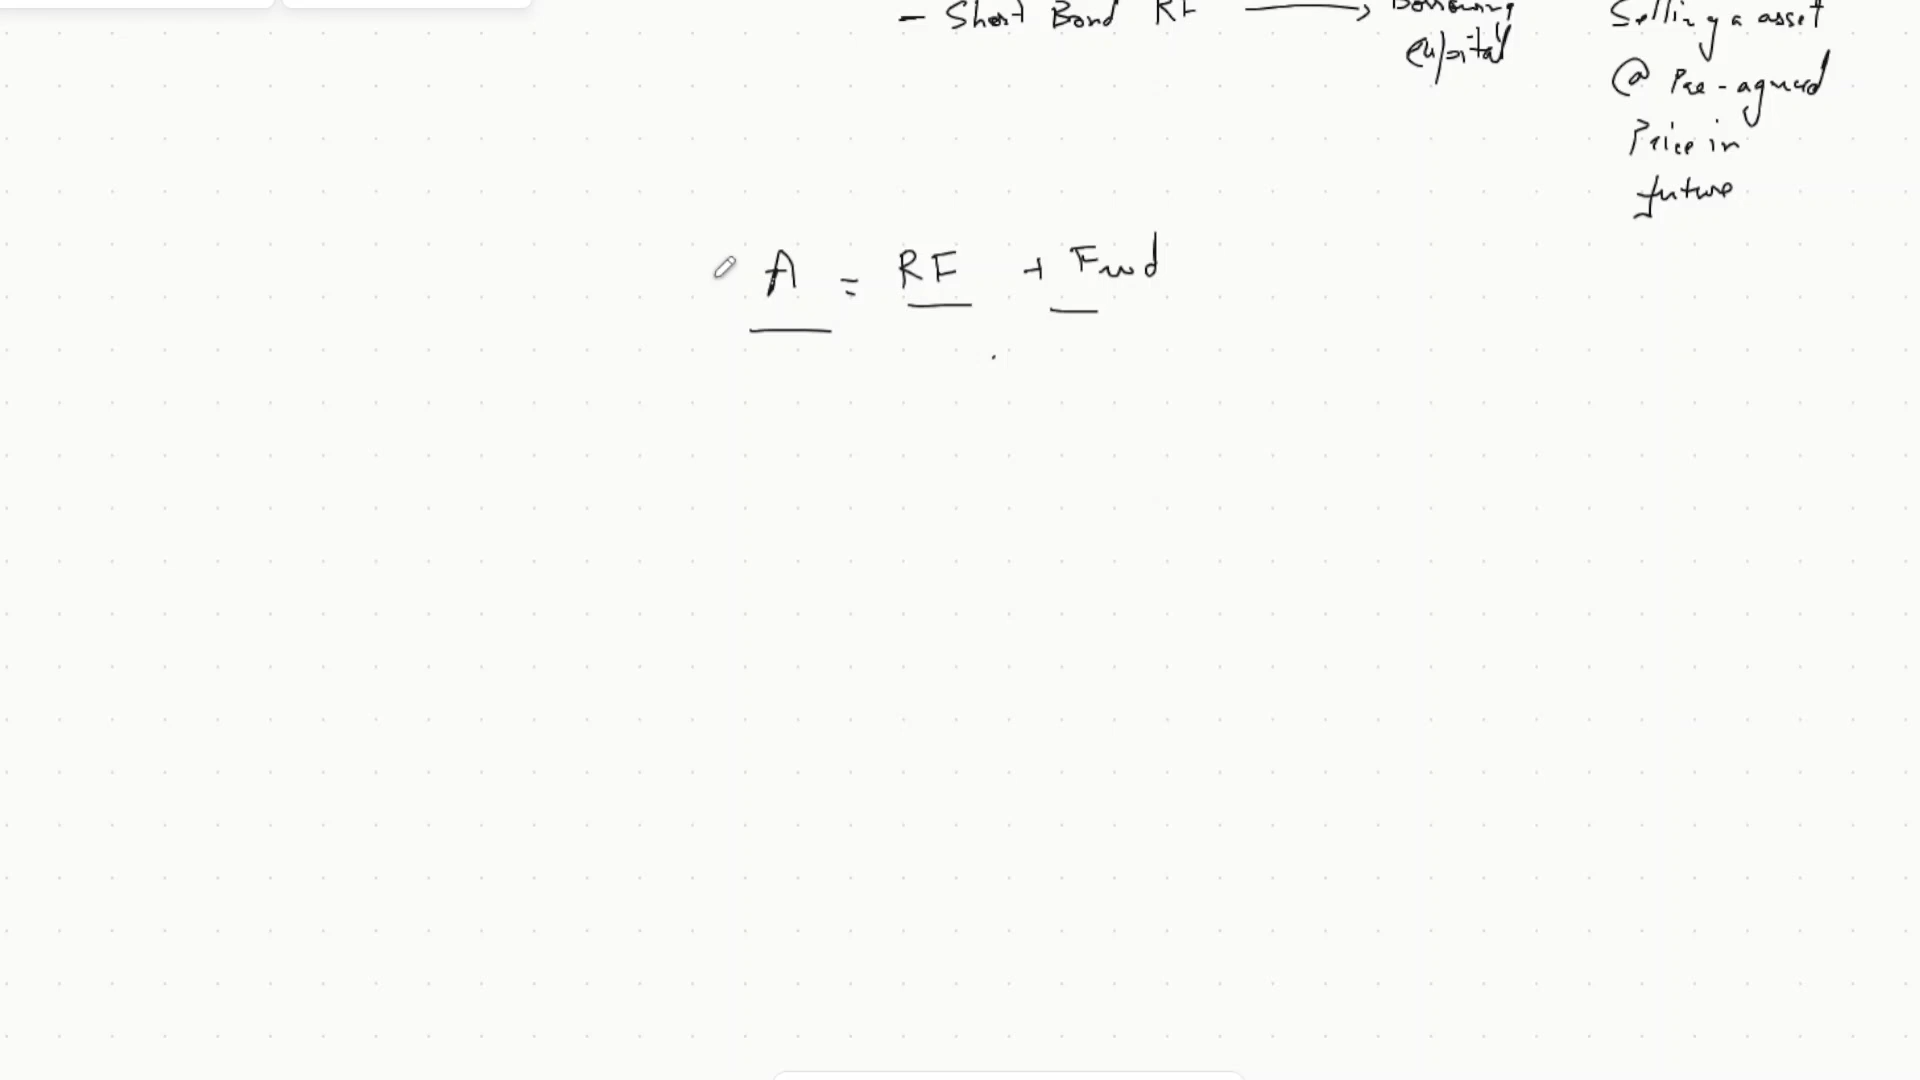 - Short Bond RF → Borrowing
capital
Selling a asset
@ Pre-agreed
Price in
future
A = RF + Fwd